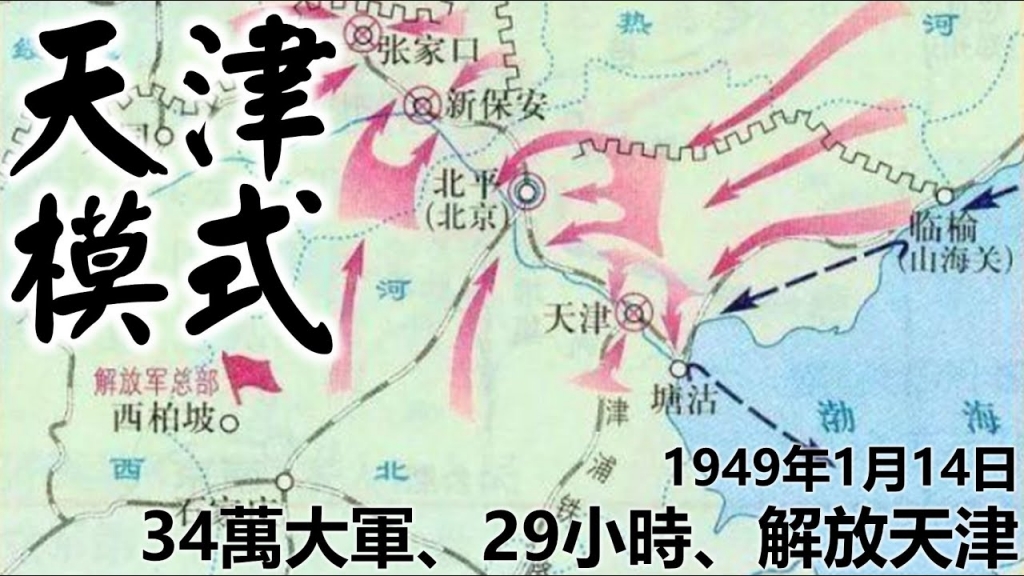 天津
模式
张家口
热
河
新保安
北平
(北京)
临榆
(山海关)
河
天津
解放军总部
西柏坡
塘沽
津
浦
铁
渤
海
西
北
1949年1月14日
34萬大軍、29小時、解放天津